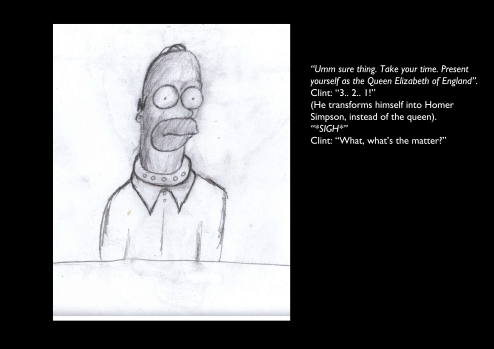 “Umm sure thing. Take your time. Present
yourself as the Queen Elizabeth of England”.
Clint: “3.. 2.. 1!”
(He transforms himself into Homer
Simpson, instead of the queen).
“*SIGH*”
Clint: “What, what’s the matter?”